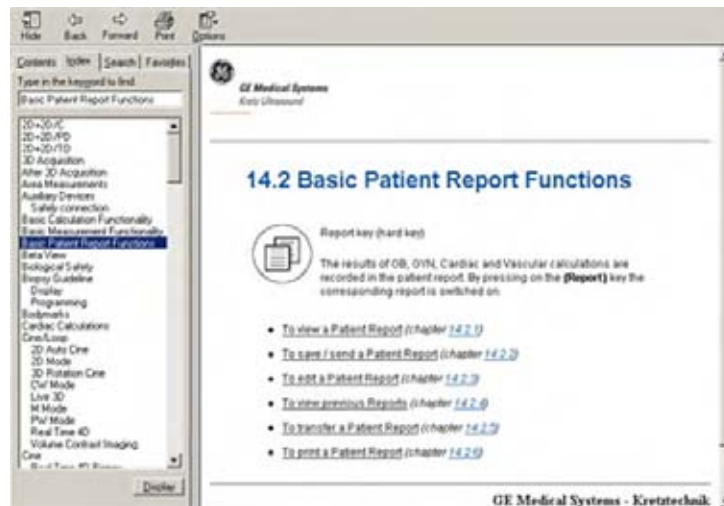 Hide Back Forward Print Options
Contents Index Search Favorites
Type in the keyword to find:
Basic Patient Report Functions
2D+2D/C
2D+2D/PD
2D+2D/TD
3D Acquisition
After 3D Acquisition
Area Measurements
Auxiliary Devices
Safely connection
Basic Calculation Functionality
Basic Measurement Functionality
Basic Patient Report Functions
Beta View
Biological Safety
Biopsy Guideline
Display
Programming
Bodymarks
Cardiac Calculations
Cine/Loop
2D Auto Cine
2D Mode
3D Rotation Cine
CW Mode
Live 3D
M Mode
PW Mode
Real Time 4D
Volume Contrast Imaging
Cine
Display
GE Medical Systems
Kretz Ultrasound
14.2 Basic Patient Report Functions
Report key (hard key)
The results of OB, GYN, Cardiac and Vascular calculations are
recorded in the patient report. By pressing on the [Report] key the
corresponding report is switched on.
• To view a Patient Report (chapter 14.2.1)
• To save / send a Patient Report (chapter 14.2.2)
• To edit a Patient Report (chapter 14.2.3)
• To view previous Reports (chapter 14.2.4)
• To transfer a Patient Report (chapter 14.2.5)
• To print a Patient Report (chapter 14.2.6)
GE Medical Systems - Kretztechnik